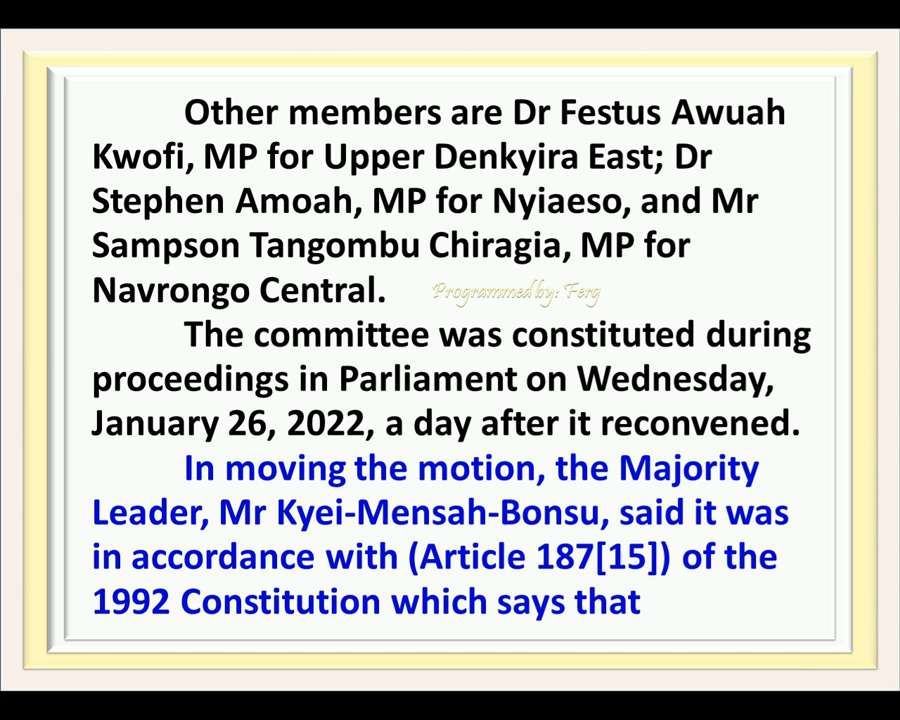 Other members are Dr Festus Awuah
Kwofi, MP for Upper Denkyira East; Dr
Stephen Amoah, MP for Nyiaeso, and Mr
Sampson Tangombu Chiragia, MP for
Navrongo Central.
Programmed by: Ferg
The committee was constituted during
proceedings in Parliament on Wednesday,
January 26, 2022, a day after it reconvened.
In moving the motion, the Majority
Leader, Mr Kyei-Mensah-Bonsu, said it was
in accordance with (Article 187[15]) of the
1992 Constitution which says that